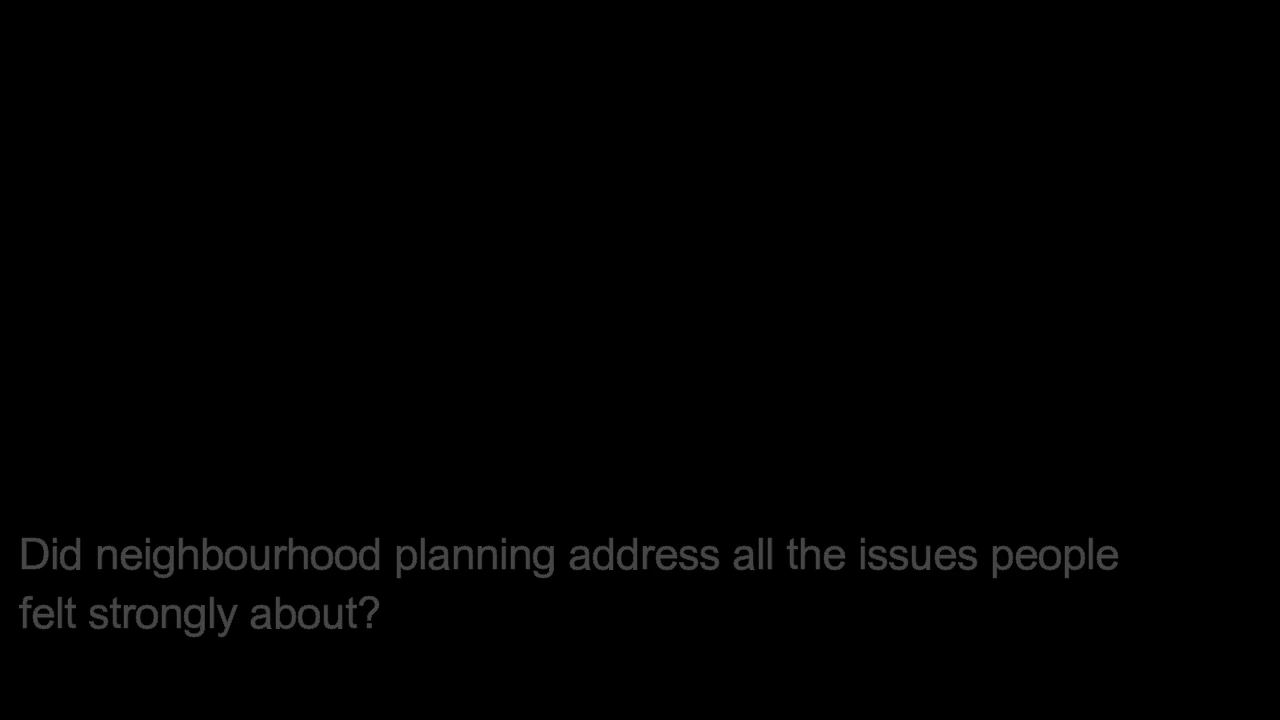 Did neighbourhood planning address all the issues people
felt strongly about?